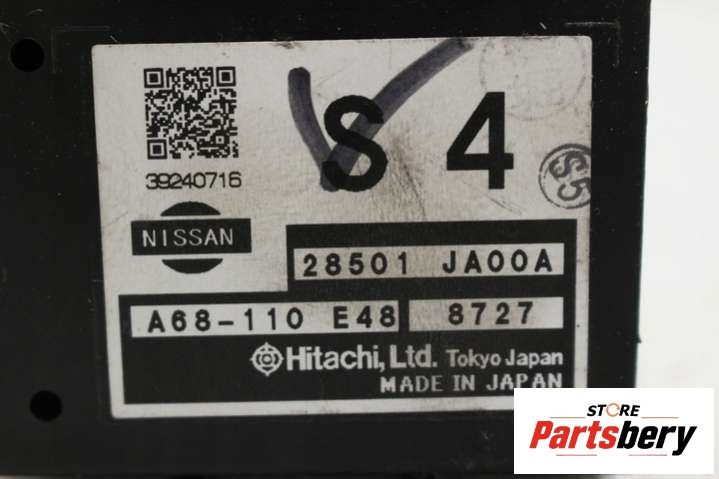 S 4
39240716
S5
NISSAN
28501 JA00A
A68-110 E48 8727
Hitachi, Ltd. Tokyo Japan
MADE IN JAPAN
STORE
Partsbery